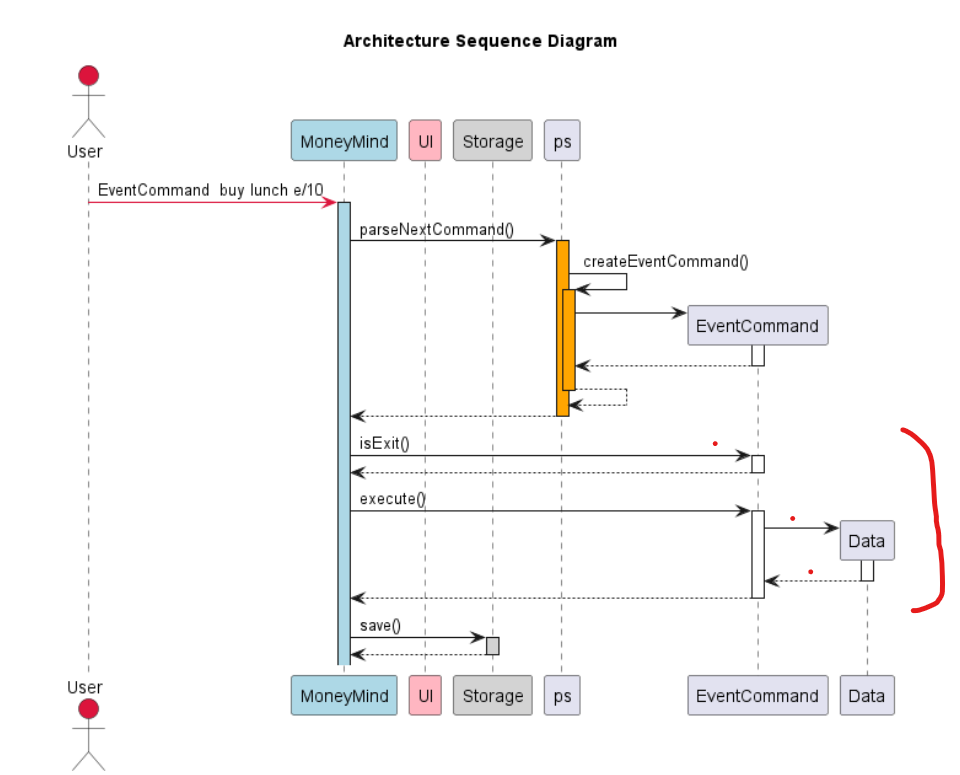 Architecture Sequence Diagram
User
MoneyMind UI Storage ps
EventCommand buy lunch e/10
parseNextCommand()
createEventCommand()
EventCommand
isExit()
execute()
Data
save()
User
MoneyMind UI Storage ps EventCommand Data